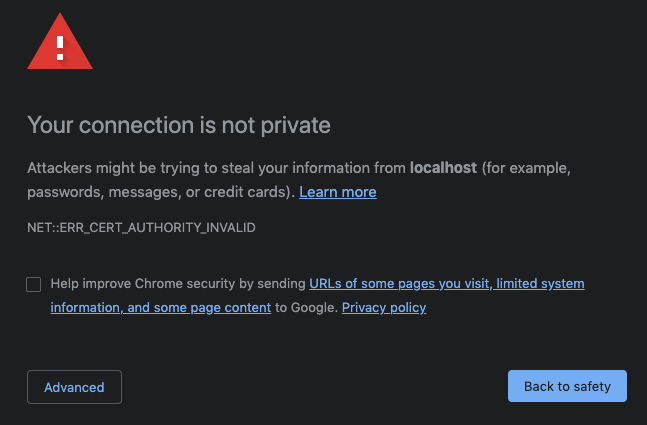 Your connection is not private
Attackers might be trying to steal your information from localhost (for example,
passwords, messages, or credit cards). Learn more
NET::ERR_CERT_AUTHORITY_INVALID
Help improve Chrome security by sending URLs of some pages you visit, limited system
information, and some page content to Google. Privacy policy
Advanced
Back to safety